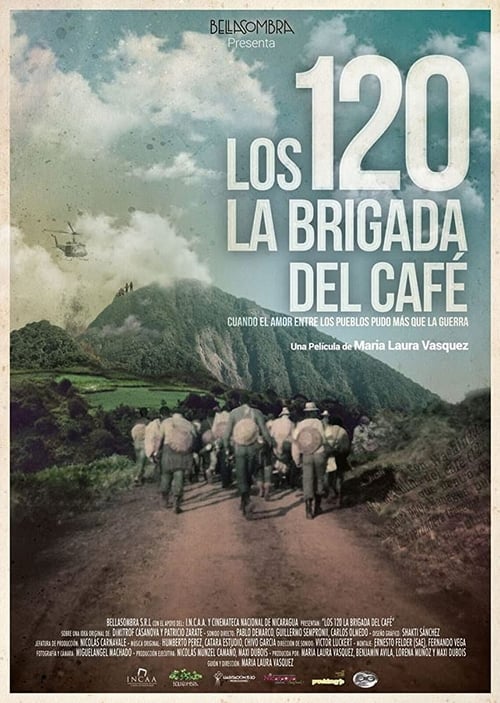 BELLASOMBRA
Presenta
LOS 120
LA BRIGADA
DEL CAFÉ
CUANDO EL AMOR ENTRE LOS PUEBLOS PUDO MÁS QUE LA GUERRA
Una Película de Maria Laura Vasquez
BELLASOMBRA S.R.L CON EL APOYO DEL: I.N.C.A.A. Y CINEMATECA NACIONAL DE NICARAGUA PRESENTAN: "LOS 120 LA BRIGADA DEL CAFÉ"
SOBRE UNA IDEA ORIGINAL DE: DIMITROF CASANOVA Y PATRICIO ZARATE - SONIDO DIRECTO: PABLO DEMARCO, GUILLERMO SEMPRONII, CARLOS OLMEDO - DISEÑO GRÁFICO: SHAKTI SÁNCHEZ
JEFATURA DE PRODUCCIÓN: NICOLAS CARNAVALE - MÚSICA ORIGINAL: HUMBERTO PEREZ, CATARA ESTUDIO, CHIVO GARCIA DIRECCIÓN DE SONIDO: VICTOR LUCKERT - MONTAJE: ERNESTO FELDER (SAE), FERNANDO VEGA
FOTOGRAFÍA Y CÁMARA: MIGUELANGEL MACHADO - PRODUCCIÓN EJECUTIVA: NICOLAS MUNZEL CAMAÑO, MAXI DUBOIS - PRODUCIDA POR: MARIA LAURA VASQUEZ, BENJAMIN AVILA, LORENA MUÑOZ Y MAXI DUBOIS
GUIÓN Y DIRECCIÓN: MARIA LAURA VASQUEZ
INCAA
BELLASOMBRA
HABITACION 1520